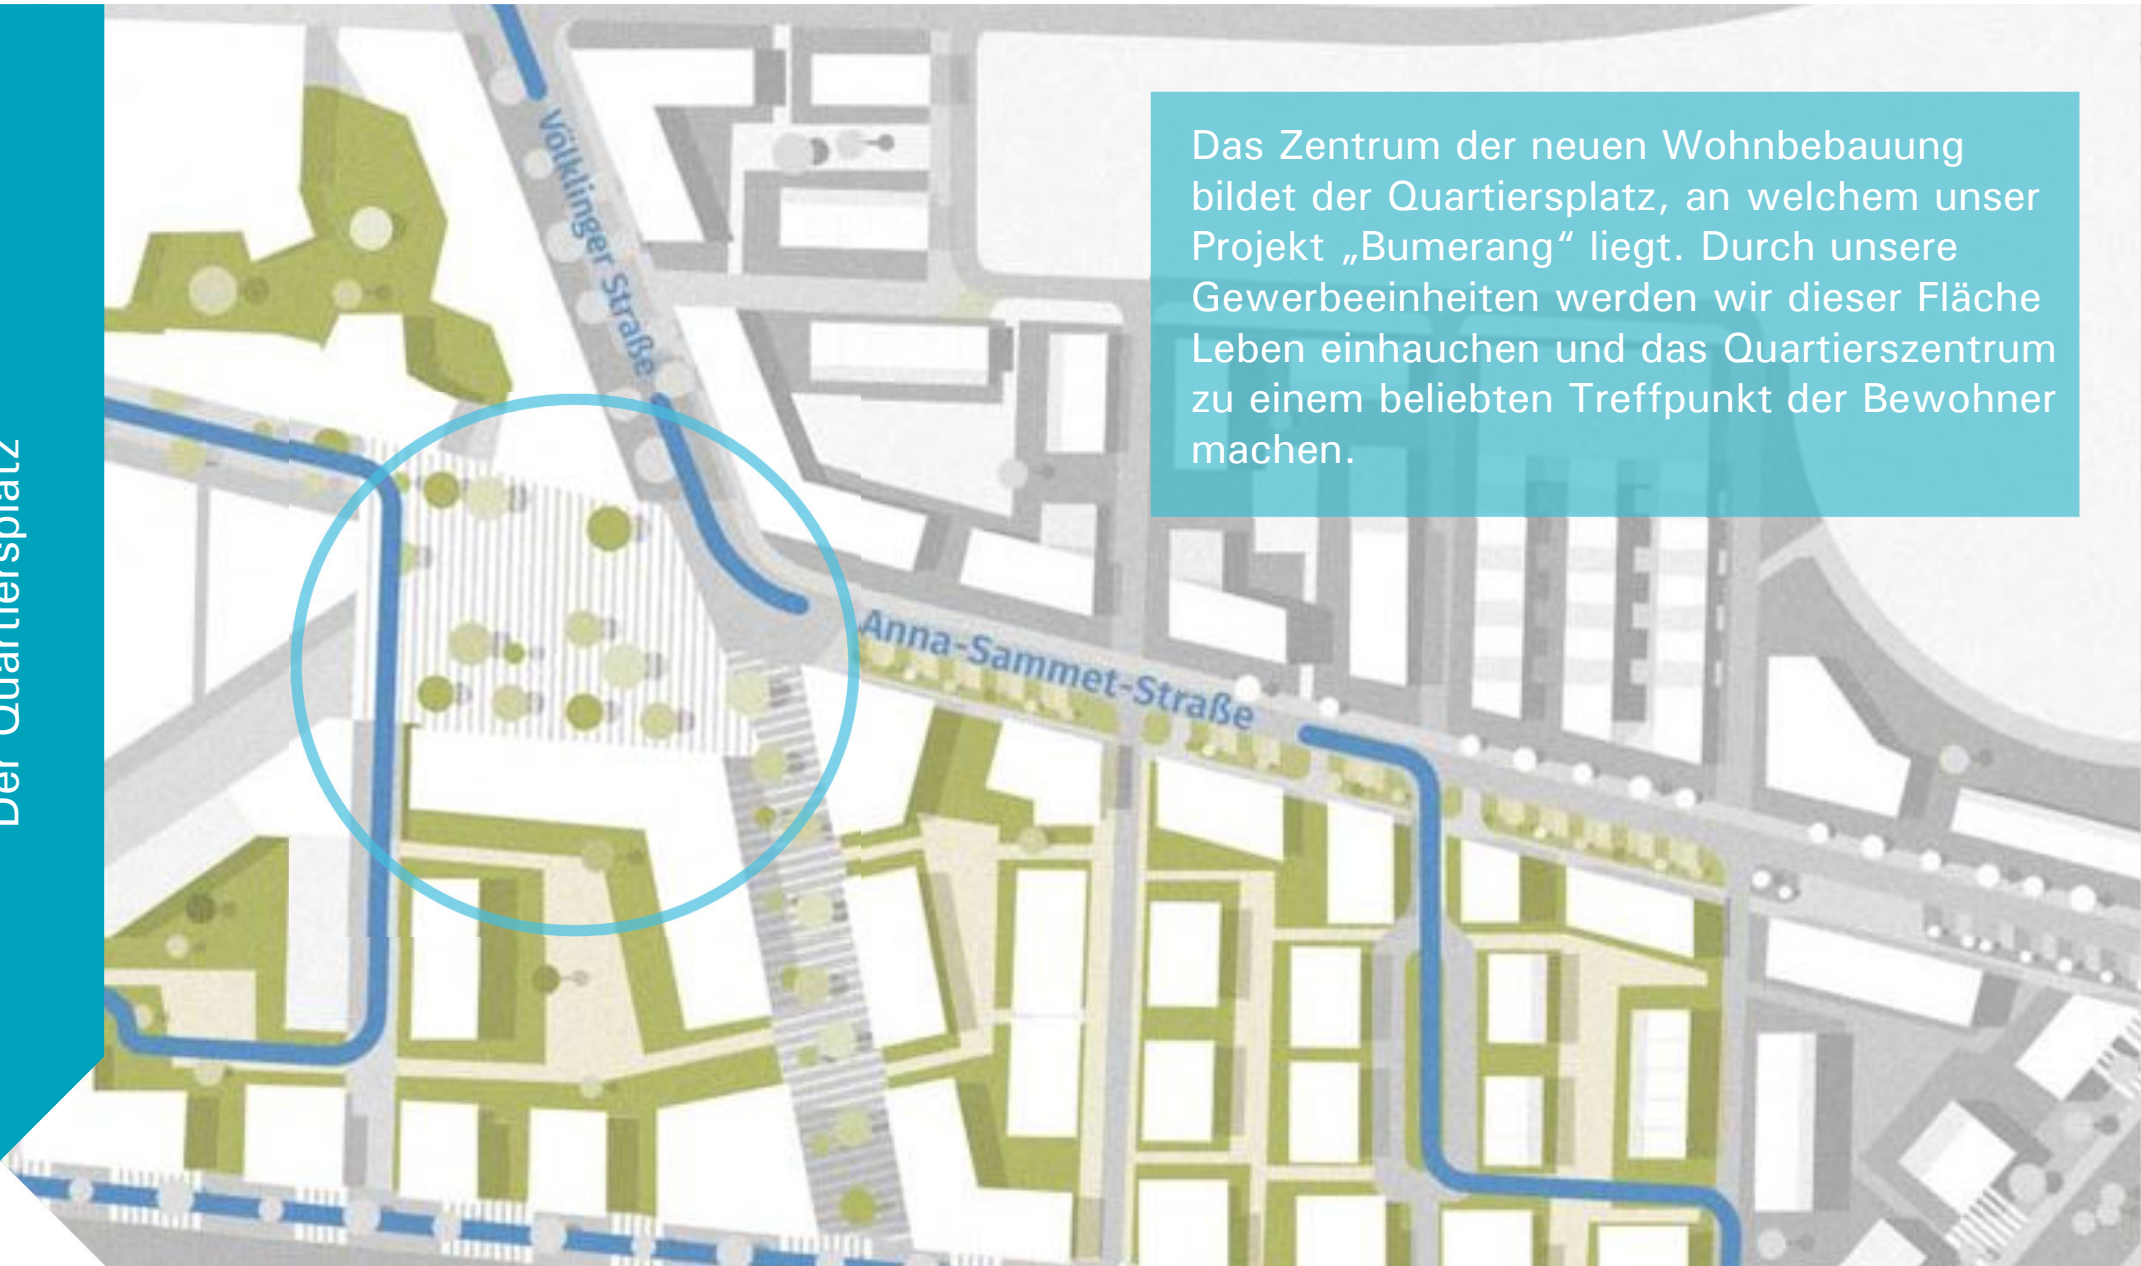 Der Quartiersplatz
Völklinger Straße
Das Zentrum der neuen Wohnbebauung
bildet der Quartiersplatz, an welchem unser
Projekt „Bumerang“ liegt. Durch unsere
Gewerbeeinheiten werden wir dieser Fläche
Leben einhauchen und das Quartierszentrum
zu einem beliebten Treffpunkt der Bewohner
machen.
Anna-Sammet-Straße